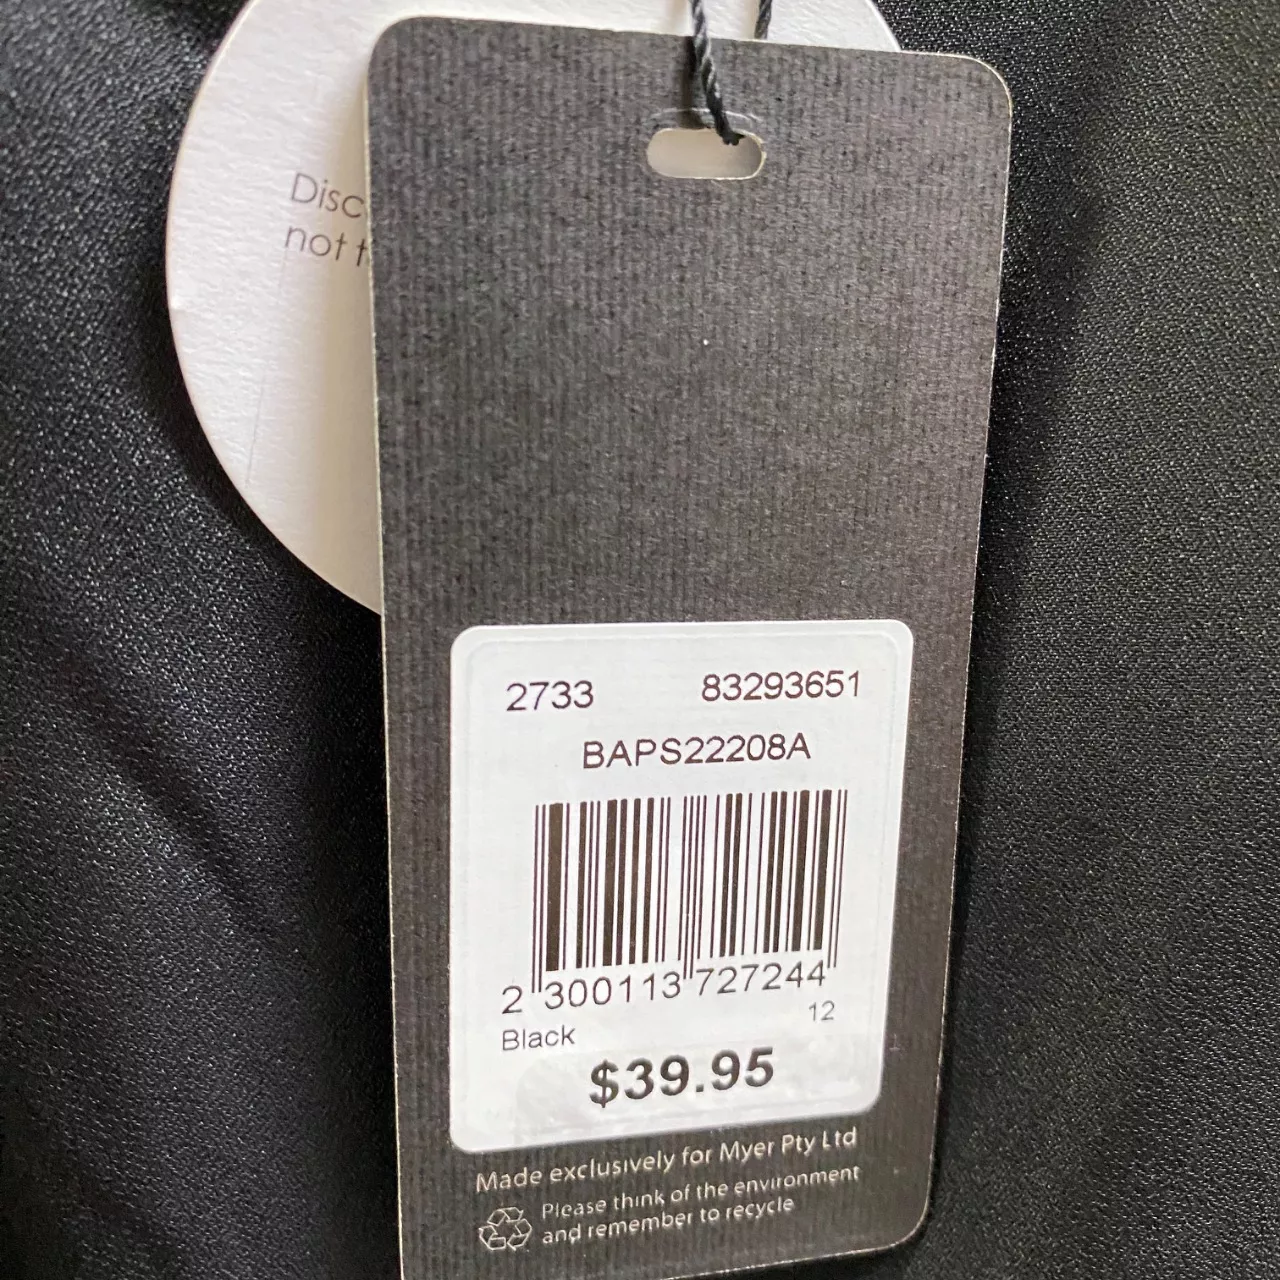 Disc
not t
2733 83293651
BAPS22208A
2 300113 727244
Black 12
$39.95
Made exclusively for Myer Pty Ltd
Please think of the environment
and remember to recycle